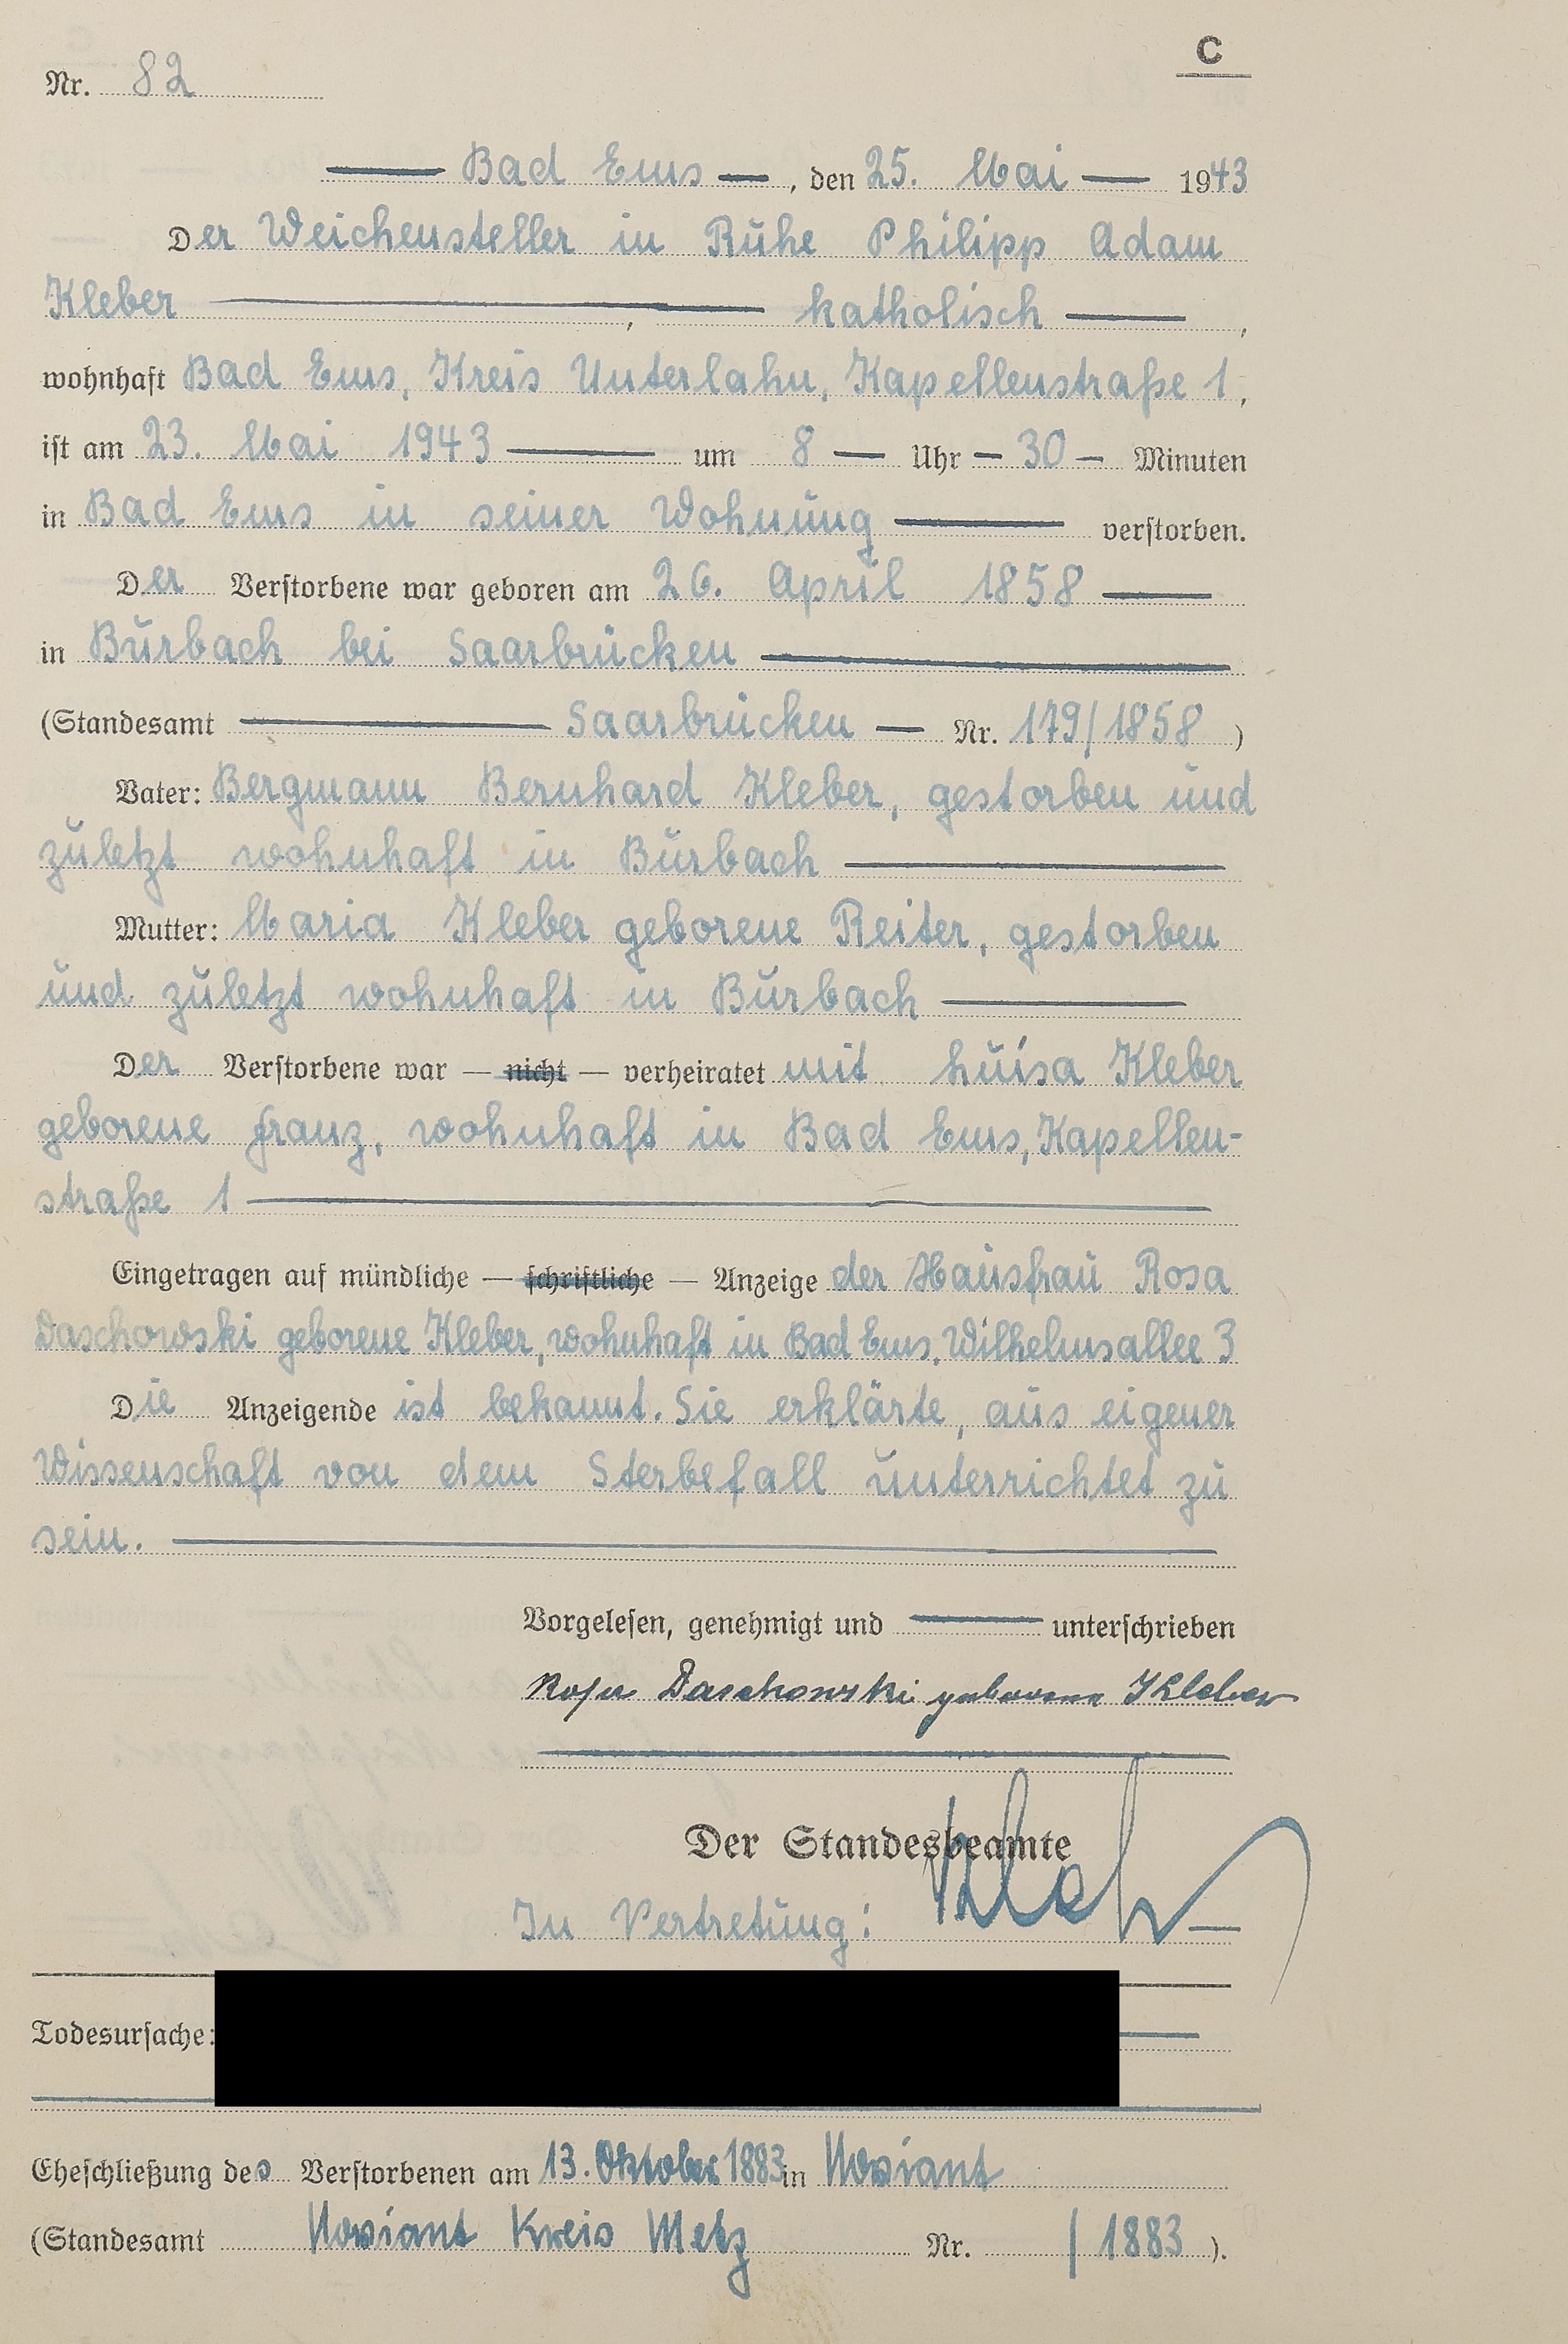 C
Nr. 82
Bad Ems, den 25. Mai 1943
Der Weichensteller in Ruhe Philipp Adam
Kleber, katholisch,
wohnhaft Bad Ems, Kreis Unterlahn, Kapellenstraße 1,
ist am 23. Mai 1943 um 8 Uhr 30 Minuten
in Bad Ems in seiner Wohnung verstorben.
Der Verstorbene war geboren am 26. April 1858
in Burbach bei Saarbrücken
(Standesamt Saarbrücken Nr. 179/1858)
Vater: Bergmann Bernhard Kleber, gestorben und
zuletzt wohnhaft in Burbach
Mutter: Maria Kleber geborene Reiter, gestorben
und zuletzt wohnhaft in Burbach
Der Verstorbene war — nicht — verheiratet mit Luisa Kleber
geborene Franz, wohnhaft in Bad Ems, Kapellen-
straße 1
Eingetragen auf mündliche — schriftliche — Anzeige der Hausfrau Rosa
Daschowski geborene Kleber, wohnhaft in Bad Ems, Wilhelmsallee 3
Die Anzeigende ist bekannt. Sie erklärte, aus eigener
Wissenschaft von dem Sterbefall unterrichtet zu
sein.
Vorgelesen, genehmigt und unterschrieben
Rosa Daschowski geborene Kleber
Der Standesbeamte
In Vertretung:
Todesursache:
Eheschließung des Verstorbenen am 13. Oktober 1883 in Noviant
(Standesamt Noviant Kreis Metz Nr. / 1883).